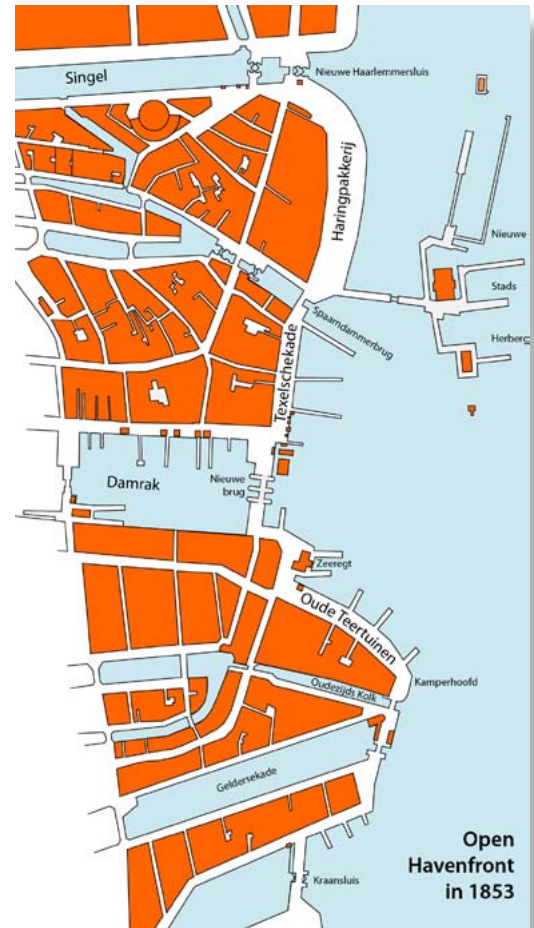 Singel
Nieuwe Haarlemmersluis
Haringpakkerij
Nieuwe
Stads
Herberg
Spaarndammerbrug
Texelschekade
Damrak
Nieuwe
brug
Zeeregt
Oude Teertuinen
Oudezijds Kolk
Kamperhoofd
Geldersekade
Open
Havenfront
in 1853
Kraansluis